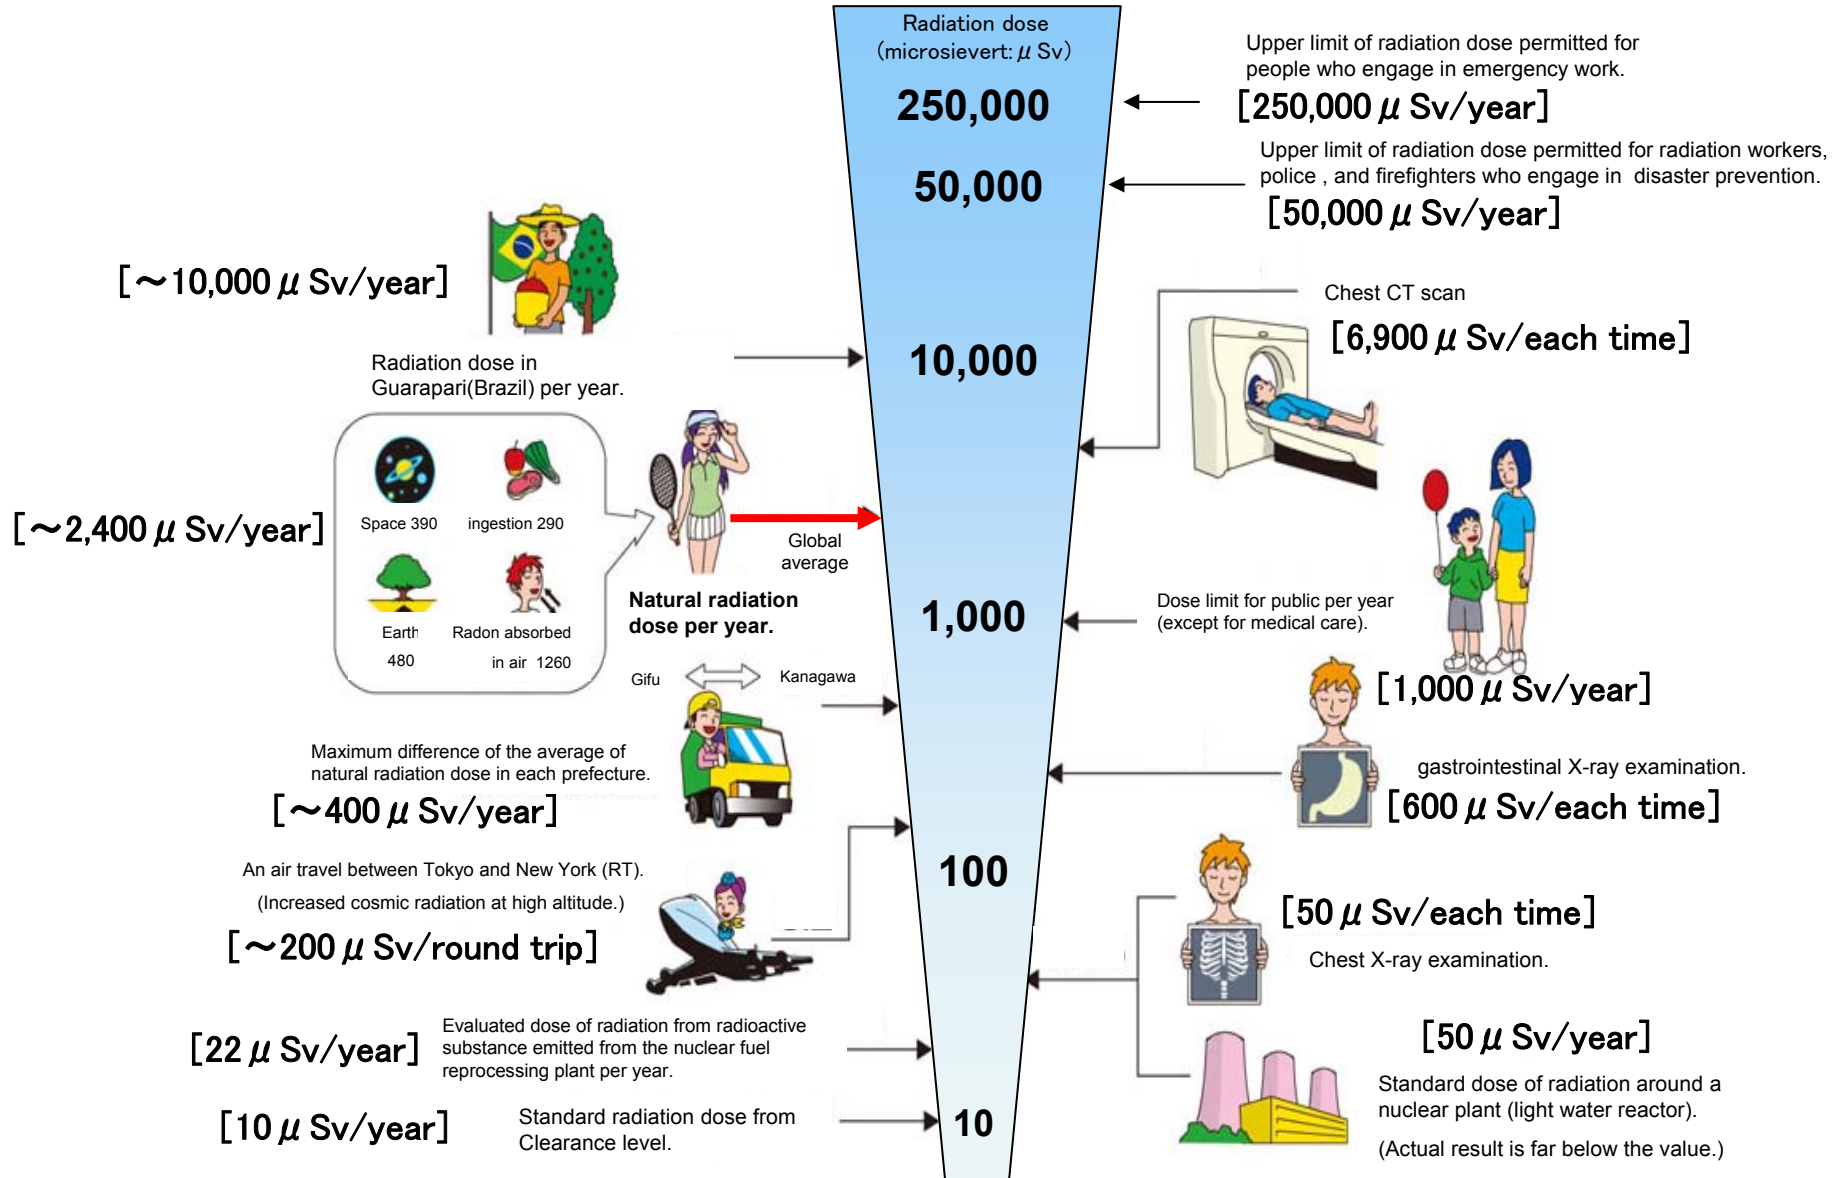 Radiation dose
(microsievert: μ Sv)
250,000
50,000
10,000
1,000
100
10
Upper limit of radiation dose permitted for
people who engage in emergency work.
[250,000 μ Sv/year]
Upper limit of radiation dose permitted for radiation workers,
police , and firefighters who engage in disaster prevention.
[50,000 μ Sv/year]
[~10,000 μ Sv/year]
Radiation dose in
Guarapari(Brazil) per year.
Chest CT scan
[6,900 μ Sv/each time]
[~2,400 μ Sv/year]
Space 390
ingestion 290
Earth
480
Radon absorbed
in air 1260
Global
average
Natural radiation
dose per year.
Dose limit for public per year
(except for medical care).
[1,000 μ Sv/year]
Gifu
Kanagawa
Maximum difference of the average of
natural radiation dose in each prefecture.
[~400 μ Sv/year]
gastrointestinal X-ray examination.
[600 μ Sv/each time]
An air travel between Tokyo and New York (RT).
(Increased cosmic radiation at high altitude.)
[~200 μ Sv/round trip]
[50 μ Sv/each time]
Chest X-ray examination.
[22 μ Sv/year]
Evaluated dose of radiation from radioactive
substance emitted from the nuclear fuel
reprocessing plant per year.
[50 μ Sv/year]
Standard dose of radiation around a
nuclear plant (light water reactor).
(Actual result is far below the value.)
[10 μ Sv/year]
Standard radiation dose from
Clearance level.